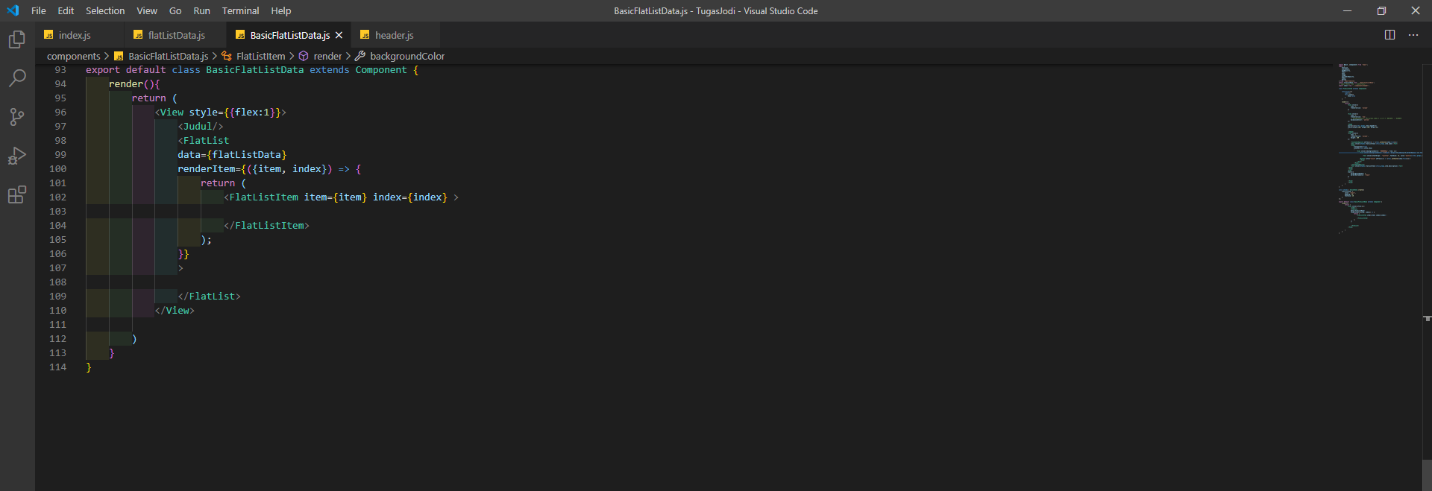 File Edit Selection View Go Run Terminal Help
BasicFlatListData.js - TugasJodi - Visual Studio Code
index.js flatListData.js BasicFlatListData.js header.js
components > BasicFlatListData.js > FlatListItem > render > backgroundColor
93 export default class BasicFlatListData extends Component {
94 render(){
95 return (
96 <View style={{flex:1}}>
97 <Judul/>
98 <FlatList
99 data={flatListData}
100 renderItem={({item, index}) => {
101 return (
102 <FlatListItem item={item} index={index} >
103
104 </FlatListItem>
105 );
106 }}
107 >
108
109 </FlatList>
110 </View>
111
112 )
113 }
114 }